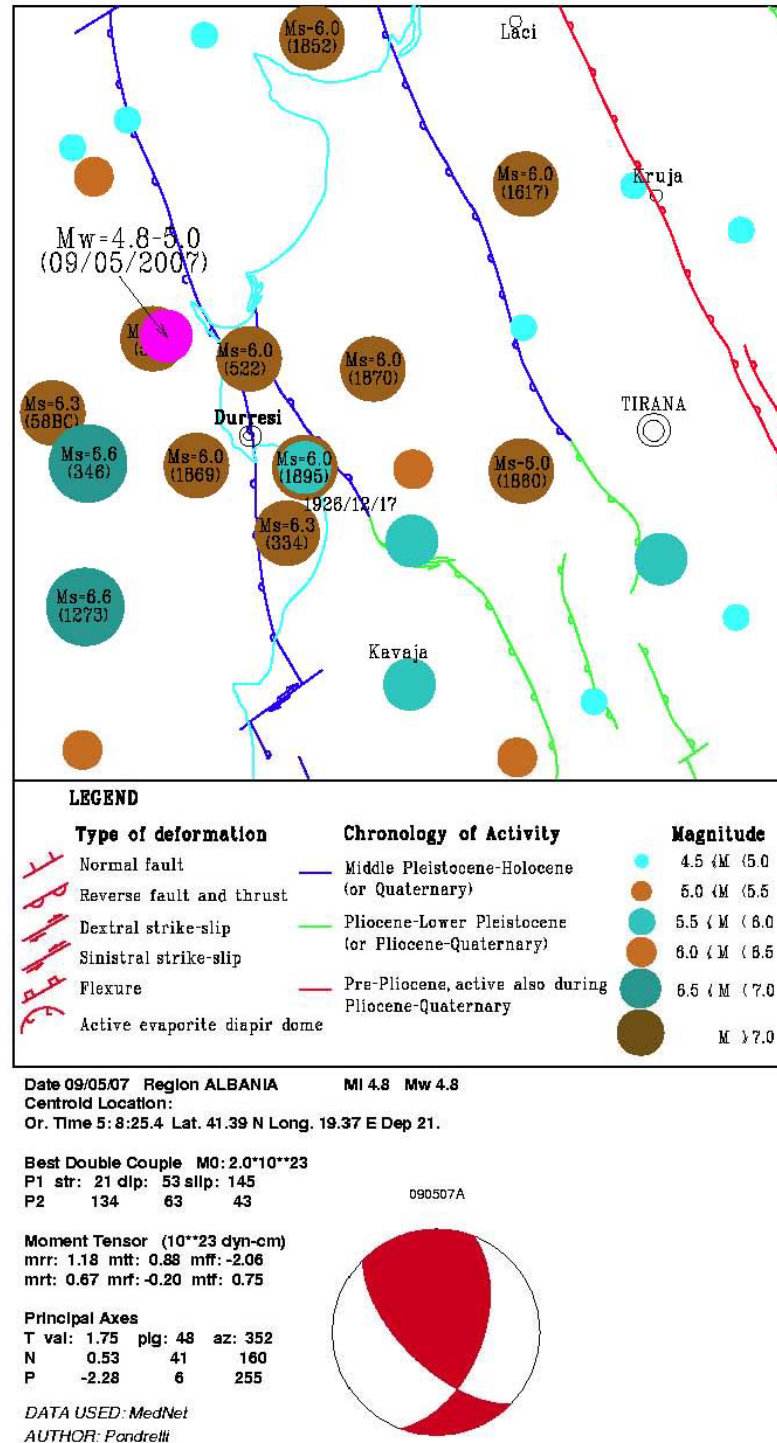 Ms-6.0
(1852)
Laci
Ms=6.0
(1617)
Kruja
Mw=4.8-5.0
(09/05/2007)
Ms=6.0
(522)
Ms=6.0
(1870)
Ms=6.3
(58BC)
Durresi
TIRANA
Ms=6.6
(346)
Ms=6.0
(1869)
Ms=6.0
(1895)
Ms-6.0
(1860)
1926/12/17
Ms=6.3
(334)
Ms=6.6
(1273)
Kavaja
LEGEND
Type of deformation
Normal fault
Reverse fault and thrust
Dextral strike-slip
Sinistral strike-slip
Flexure
Active evaporite diapir dome
Chronology of Activity
Middle Pleistocene-Holocene
(or Quaternary)
Pliocene-Lower Pleistocene
(or Pliocene-Quaternary)
Pre-Pliocene, active also during
Pliocene-Quaternary
Magnitude
4.5 < M < 5.0
5.0 < M < 5.5
5.5 < M < 6.0
6.0 < M < 6.5
6.5 < M < 7.0
M > 7.0
Date 09/05/07 Region ALBANIA Ml 4.8 Mw 4.8
Centroid Location:
Or. Time 5: 8:25.4 Lat. 41.39 N Long. 19.37 E Dep 21.
Best Double Couple M0: 2.0*10**23
P1 str: 21 dip: 53 slip: 145
P2 134 63 43
090507A
Moment Tensor (10**23 dyn-cm)
mrr: 1.18 mtt: 0.88 mff: -2.06
mrt: 0.67 mrf: -0.20 mtf: 0.75
Principal Axes
T val: 1.75 plg: 48 az: 352
N 0.53 41 160
P -2.28 6 255
DATA USED: MedNet
AUTHOR: Pondrelli